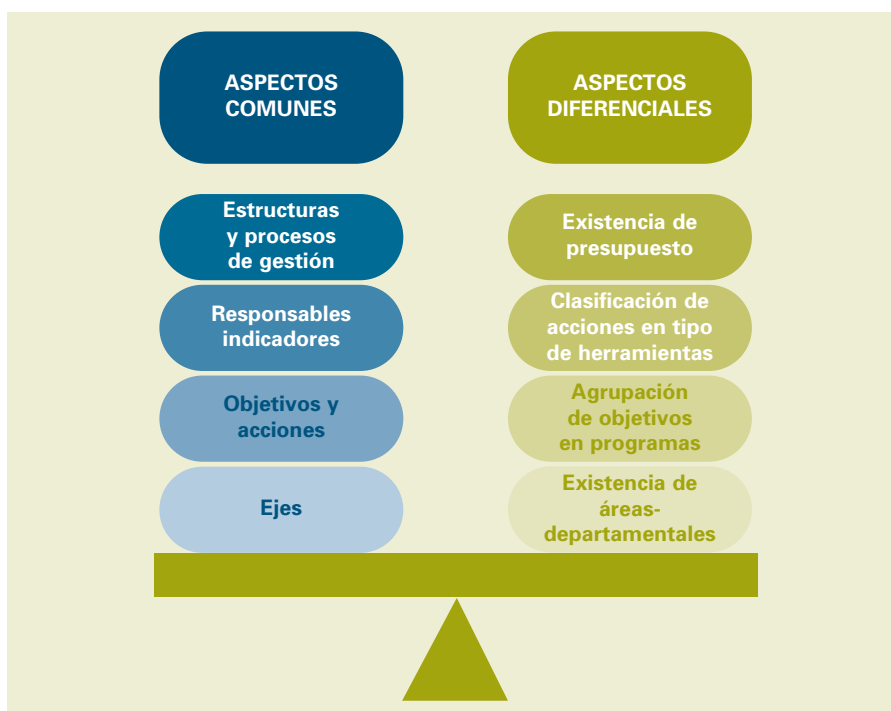 ASPECTOS
COMUNES
Estructuras
y procesos
de gestión
Responsables
indicadores
Objetivos y
acciones
Ejes
ASPECTOS
DIFERENCIALES
Existencia de
presupuesto
Clasificación de
acciones en tipo
de herramientas
Agrupación
de objetivos
en programas
Existencia de
áreas-
departamentales